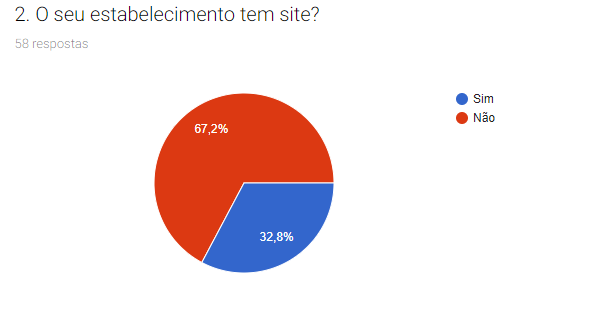 2. O seu estabelecimento tem site?
58 respostas
Sim
Não
67,2%
32,8%